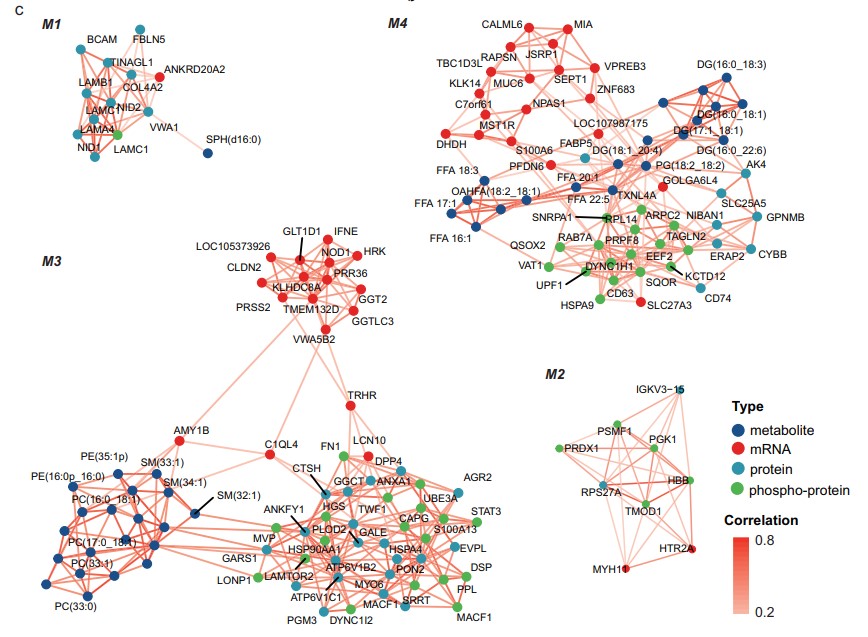 C
M1
BCAM
FBLN5
TINAGL1
ANKRD20A2
LAMB1
COL4A2
LAMC1
NID2
LAMA4
VWA1
NID1
LAMC1
SPH(d16:0)
M4
CALML6
MIA
RAPSN
JSRP1
TBC1D3L
VPREB3
SEPT1
KLK14
MUC6
ZNF683
C7orf61
NPAS1
MST1R
LOC107987175
DHDH
S100A6
FABP5
PFDN6
DG(16:0_18:3)
DG(16:0_18:1)
DG(17:1_18:1)
DG(18:1_20:4)
DG(16:0_22:6)
PG(18:2_18:2)
AK4
FFA 18:3
FFA 20:1
GOLGA6L4
OAHFA(18:2_18:1)
TXNL4A
FFA 22:5
SLC25A5
FFA 17:1
FFA 16:1
SNRPA1
RPL14
ARPC2
NIBAN1
GPNMB
QSOX2
RAB7A
PRPF8
TAGLN2
EEF2
ERAP2
CYBB
VAT1
DYNC1H1
KCTD12
UPF1
SQOR
CD63
CD74
HSPA9
SLC27A3
M3
GLT1D1
IFNE
LOC105373926
NOD1
HRK
CLDN2
PRR36
KLHDC8A
GGT2
PRSS2
TMEM132D
GGTLC3
VWA5B2
TRHR
AMY1B
C1QL4
LCN10
FN1
DPP4
CTSH
GGCT
ANXA1
AGR2
PE(35:1p)
SM(33:1)
PE(16:0p_16:0)
SM(34:1)
PC(16:0_18:1)
SM(32:1)
PC(17:0_18:1)
PC(33:1)
PC(33:0)
ANKFY1
HGS
TWF1
UBE3A
STAT3
MVP
PLOD2
GALE
CAPG
S100A13
GARS1
HSP90AA1
HSPA4
EVPL
LONP1
LAMTOR2
ATP6V1B2
PON2
DSP
ATP6V1C1
MYO6
PPL
MACF1
SRRT
PGM3
DYNC1I2
MACF1
M2
IGKV3−15
PSMF1
PGK1
PRDX1
RPS27A
HBB
TMOD1
HTR2A
MYH11
Type
metabolite
mRNA
protein
phospho-protein
Correlation
0.8
0.2